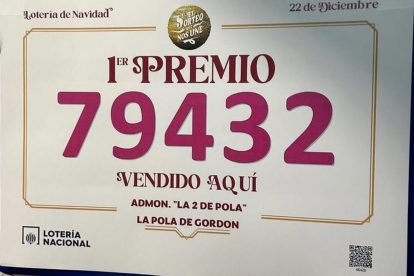 Lotería de Navidad
22 de Diciembre
EL
SORTEO
QUE
NOS UNE
1ER PREMIO
79432
VENDIDO AQUÍ
ADMON. "LA 2 DE POLA"
LA POLA DE GORDON
LOTERÍA
NACIONAL